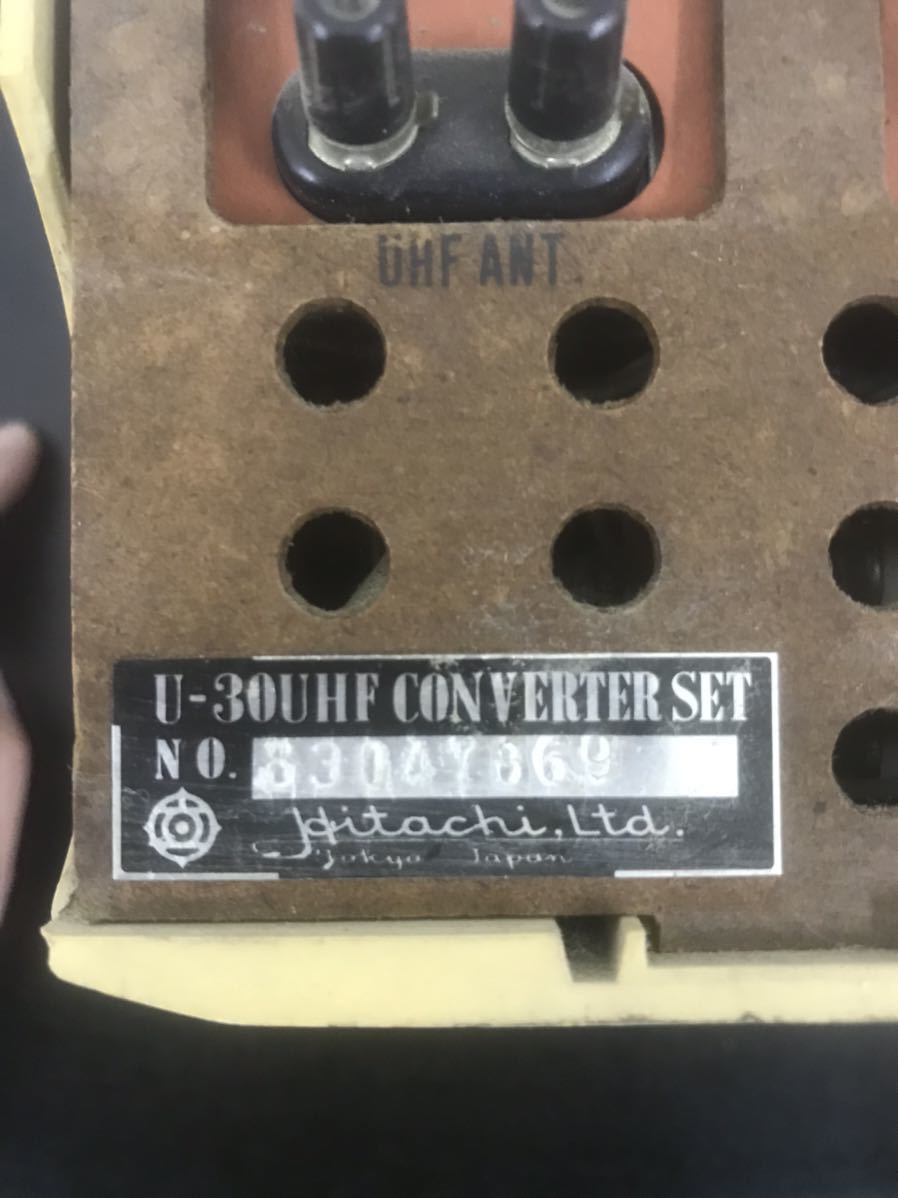 UHF ANT.
U-30UHF CONVERTER SET
NO.
Hitachi, Ltd.
Tokyo Japan